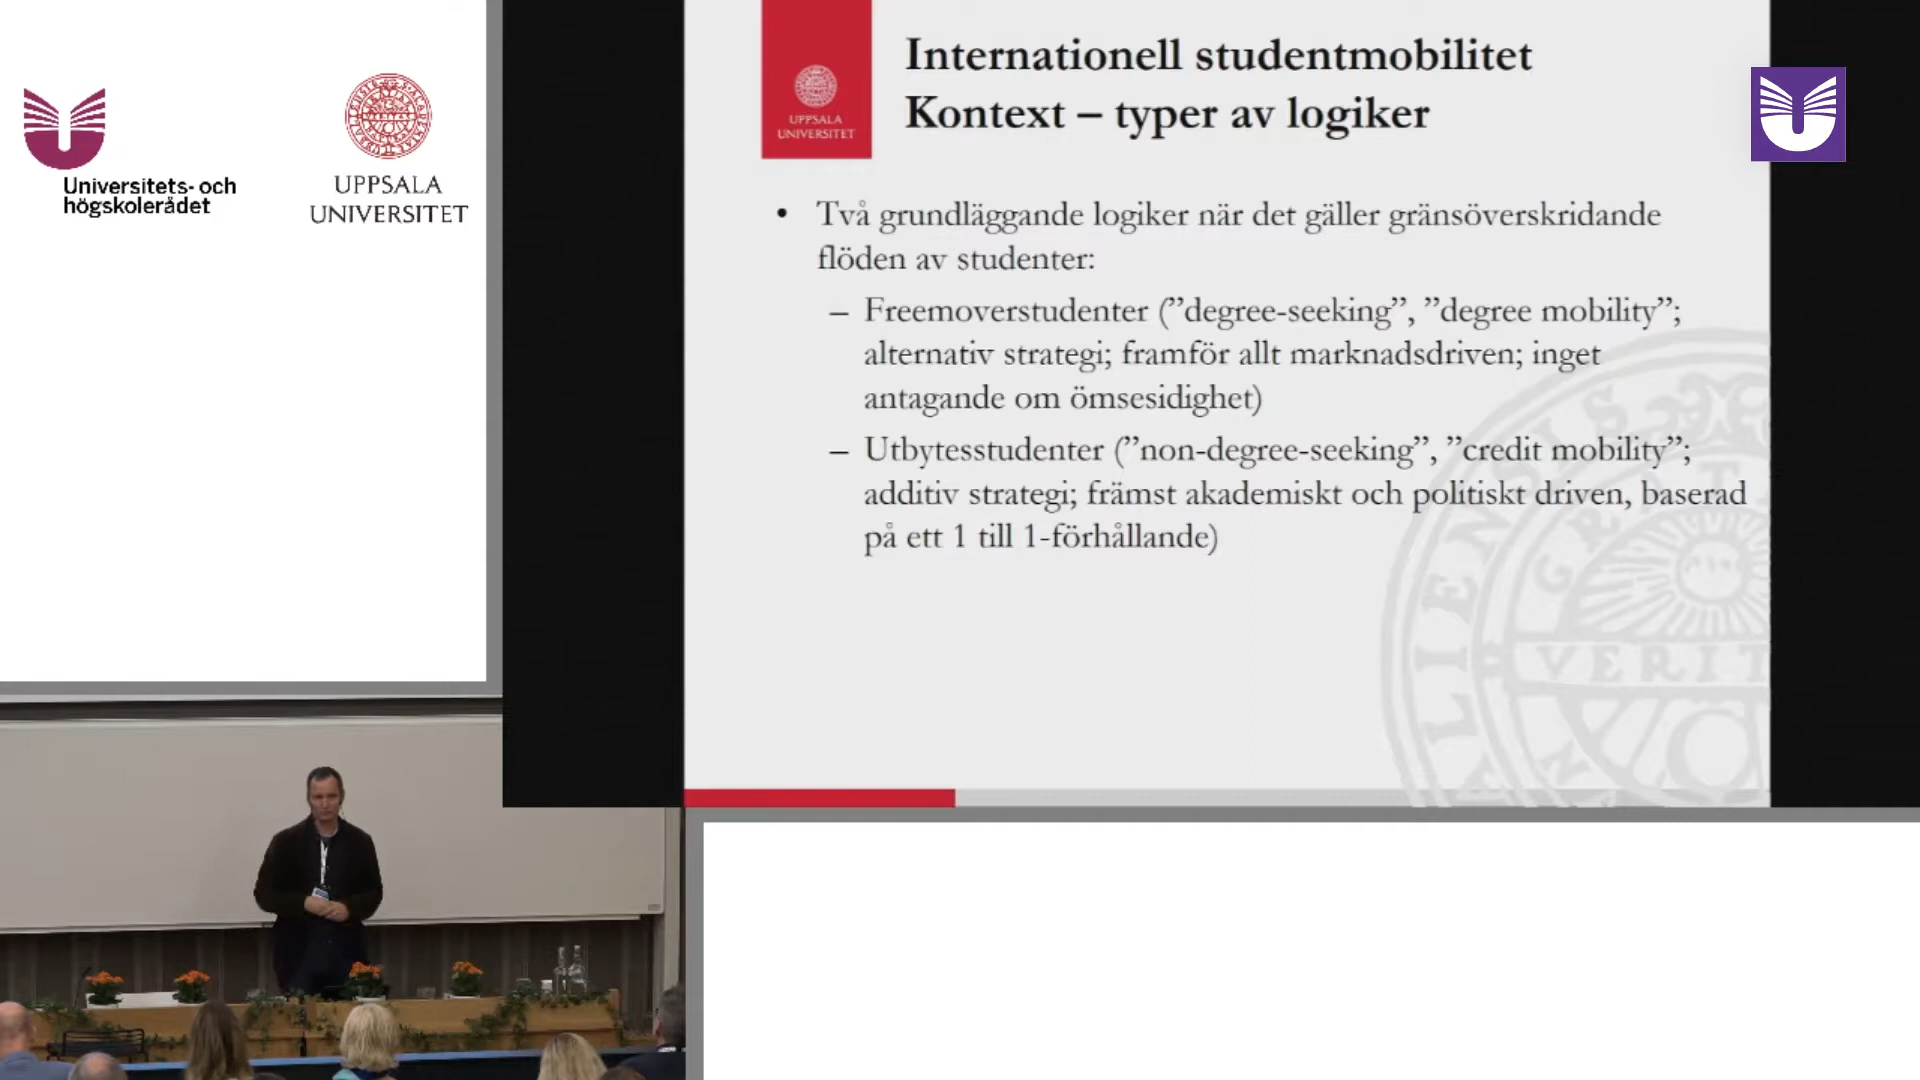 Universitets- och
högskolerådet
UPPSALA
UNIVERSITET
UPPSALA
UNIVERSITET
Internationell studentmobilitet
Kontext – typer av logiker
• Två grundläggande logiker när det gäller gränsöverskridande
flöden av studenter:
– Freemoverstudenter (”degree-seeking”, ”degree mobility”;
alternativ strategi; framför allt marknadsdriven; inget
antagande om ömsesidighet)
– Utbytesstudenter (”non-degree-seeking”, ”credit mobility”;
additiv strategi; främst akademiskt och politiskt driven, baserad
på ett 1 till 1-förhållande)